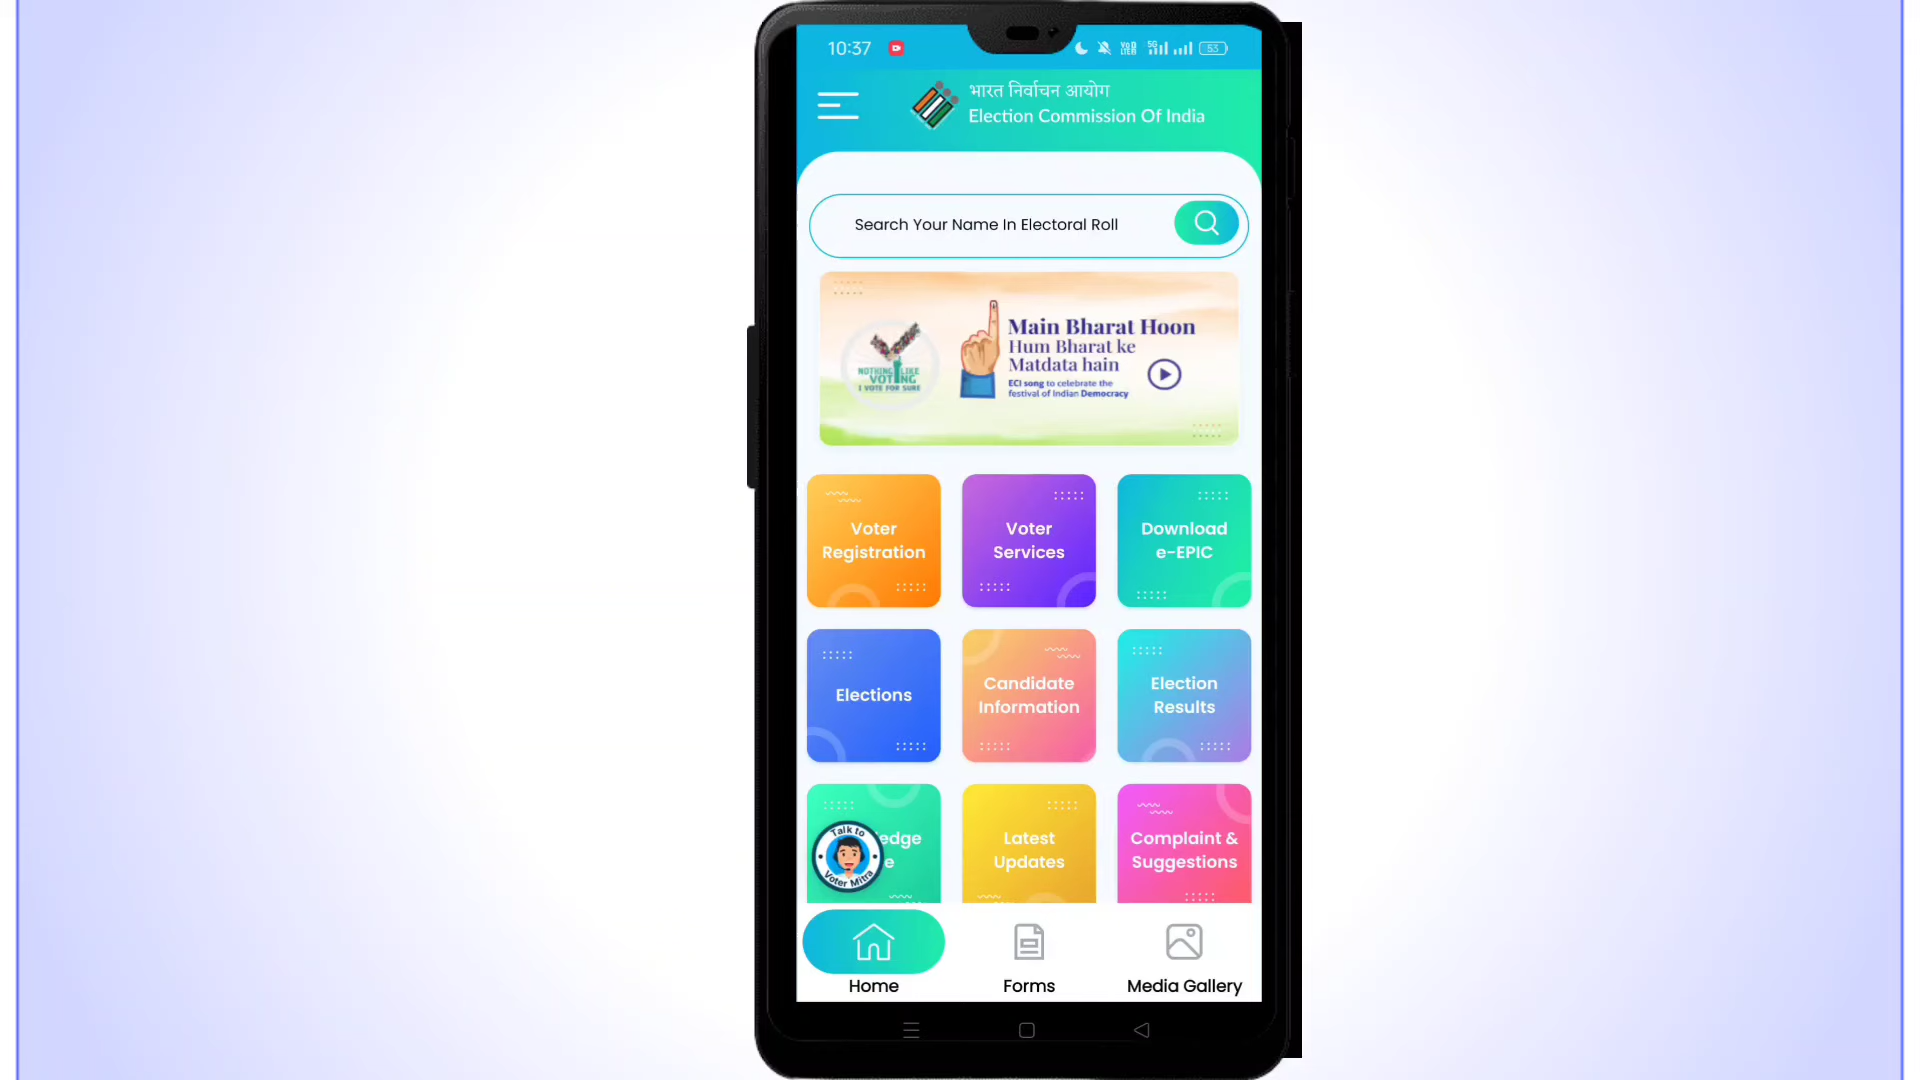 10:37
53
भारत निर्वाचन आयोग
Election Commission Of India
Search Your Name In Electoral Roll
Main Bharat Hoon
Hum Bharat ke
Matdata hain
ECI song to celebrate the
festival of Indian Democracy
NOTHING LIKE
VOTING
I VOTE FOR SURE
Voter
Registration
Voter
Services
Download
e-EPIC
Elections
Candidate
Information
Election
Results
edge
e
Talk to
Voter Mitra
Latest
Updates
Complaint &
Suggestions
Home
Forms
Media Gallery